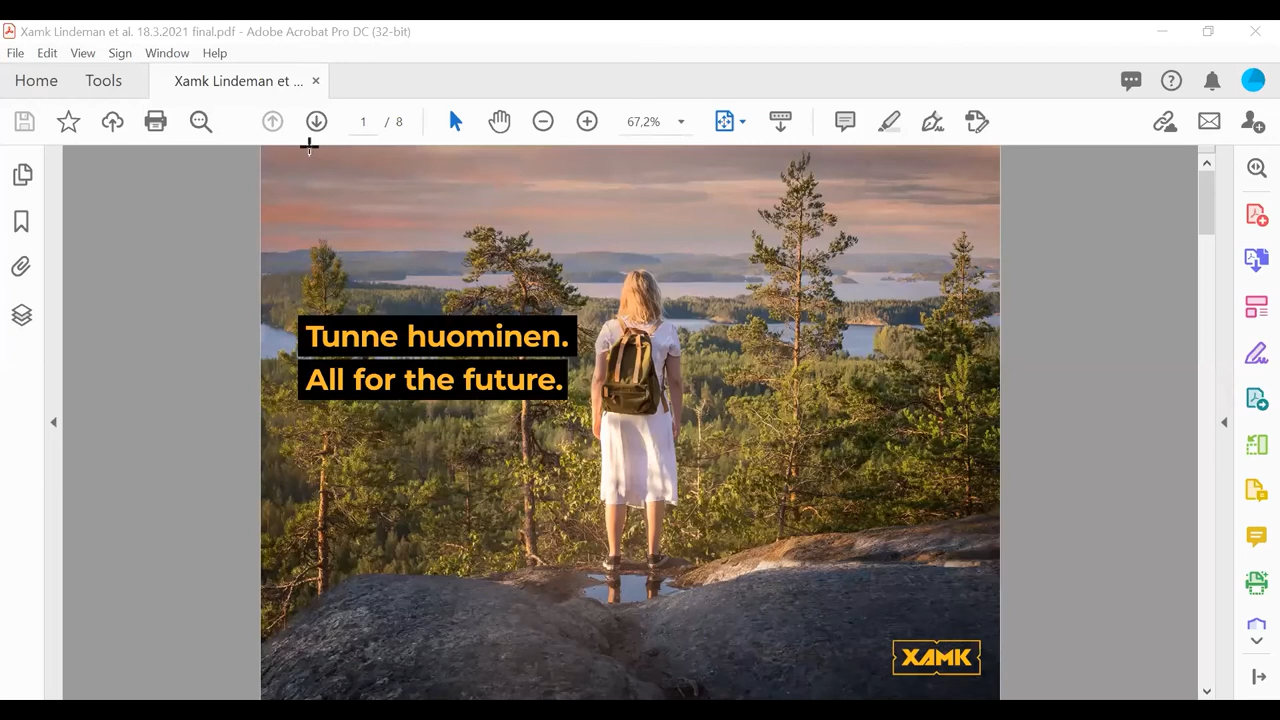 Xamk Lindeman et al. 18.3.2021 final.pdf - Adobe Acrobat Pro DC (32-bit)
File Edit View Sign Window Help
Home Tools Xamk Lindeman et ... ×
1 / 8 67,2%
Tunne huominen.
All for the future.
XAMK